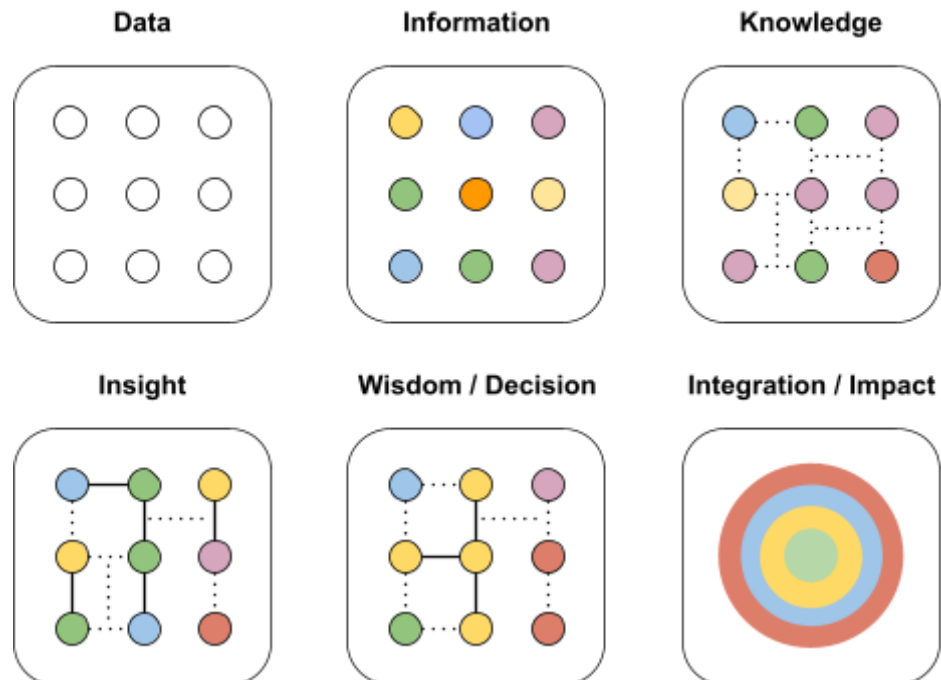 Data
Information
Knowledge
Insight
Wisdom / Decision
Integration / Impact